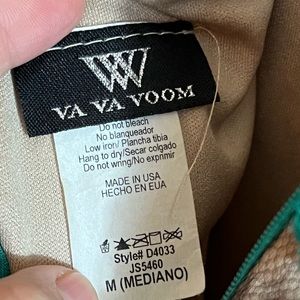 VA VA VOOM
Do not bleach
No blanqueador
Low iron/ Plancha tibia
Hang to dry/Secar colgado
Do not wring/No exprimir
MADE IN USA
HECHO EN EUA
Style# D4033
JS5460
M (MEDIANO)